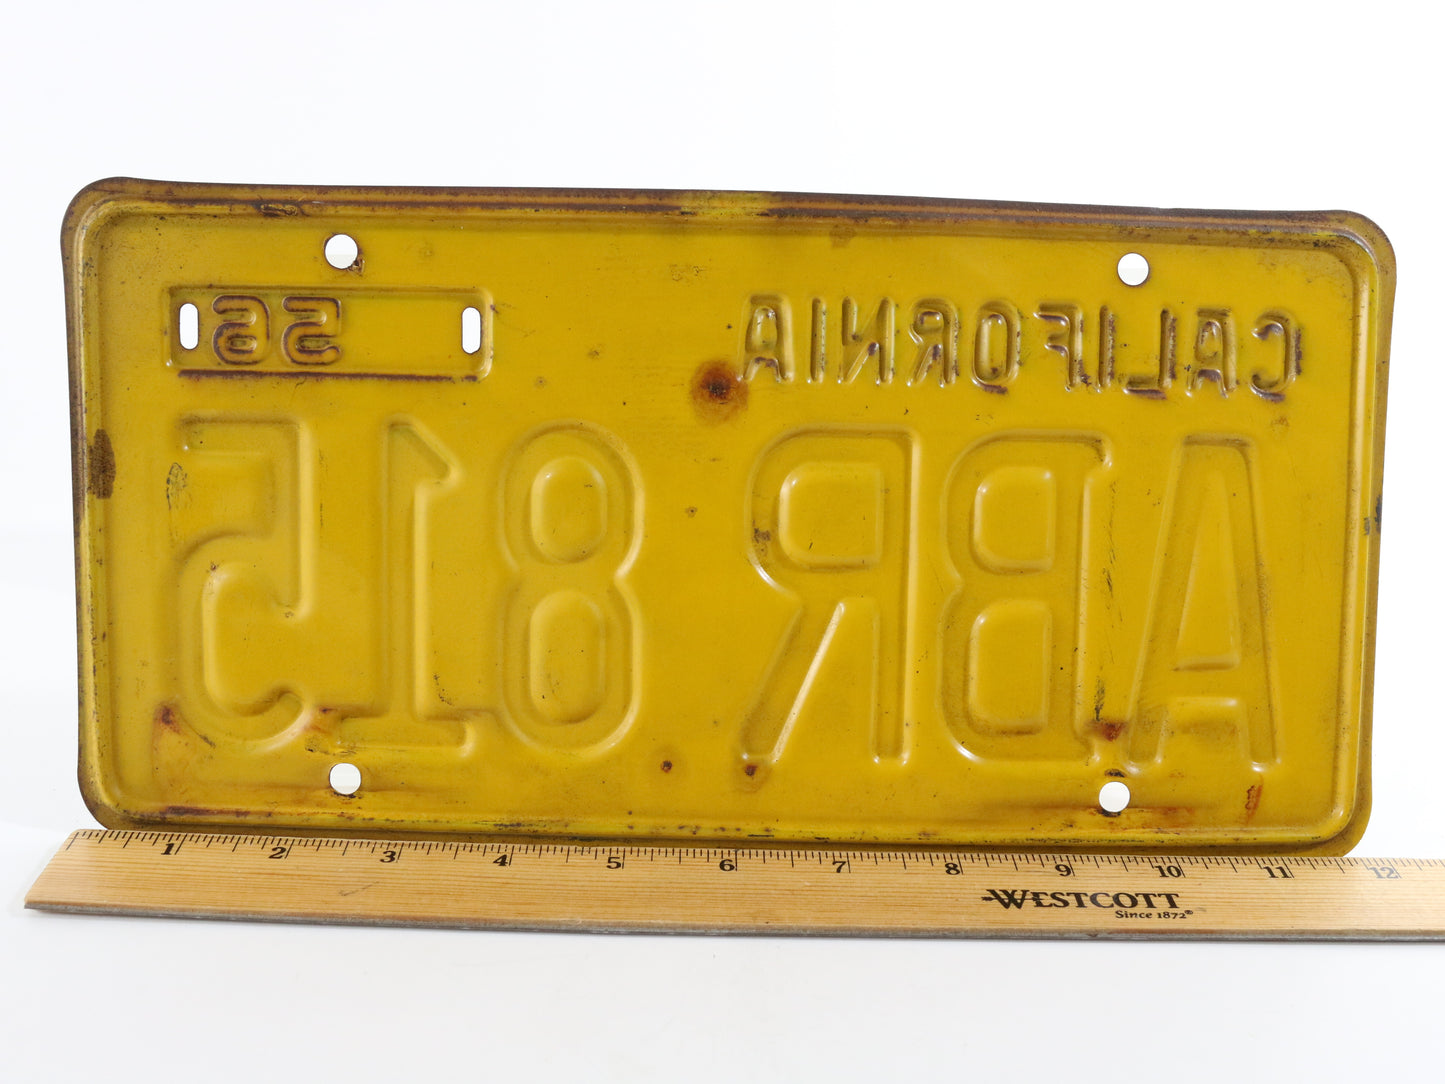 CALIFORNIA 56
ABR 815
1 2 3 4 5 6 7 8 9 10 11 12
WESTCOTT
Since 1872®